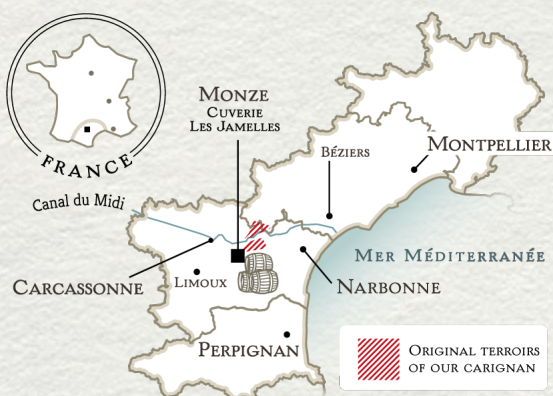 FRANCE
Canal du Midi
MONZE
CUVERIE
LES JAMELLES
BÉZIERS
MONTPELLIER
MER MÉDITERRANÉE
CARCASSONNE
LIMOUX
NARBONNE
PERPIGNAN
ORIGINAL TERROIRS
OF OUR CARIGNAN